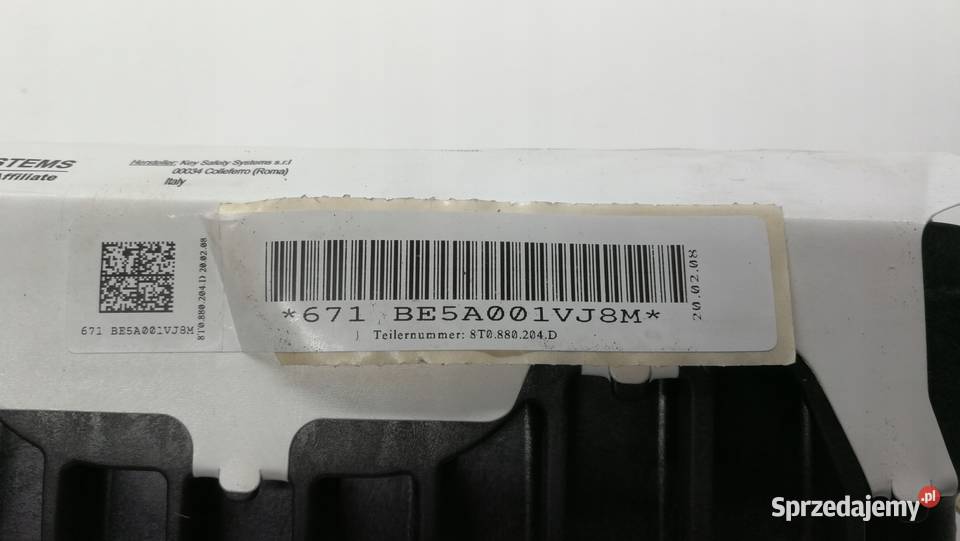 STEMS
Affiliate
Hersteller: Key Safety Systems s.r.l
00034 Colleferro (Roma)
Italy
671 BE5A001VJ8M
8T0.880.204.D 20.02.08
*671 BE5A001VJ8M*
Teilernummer: 8T0.880.204.D
20.02.08
Sprzedajemy.pl